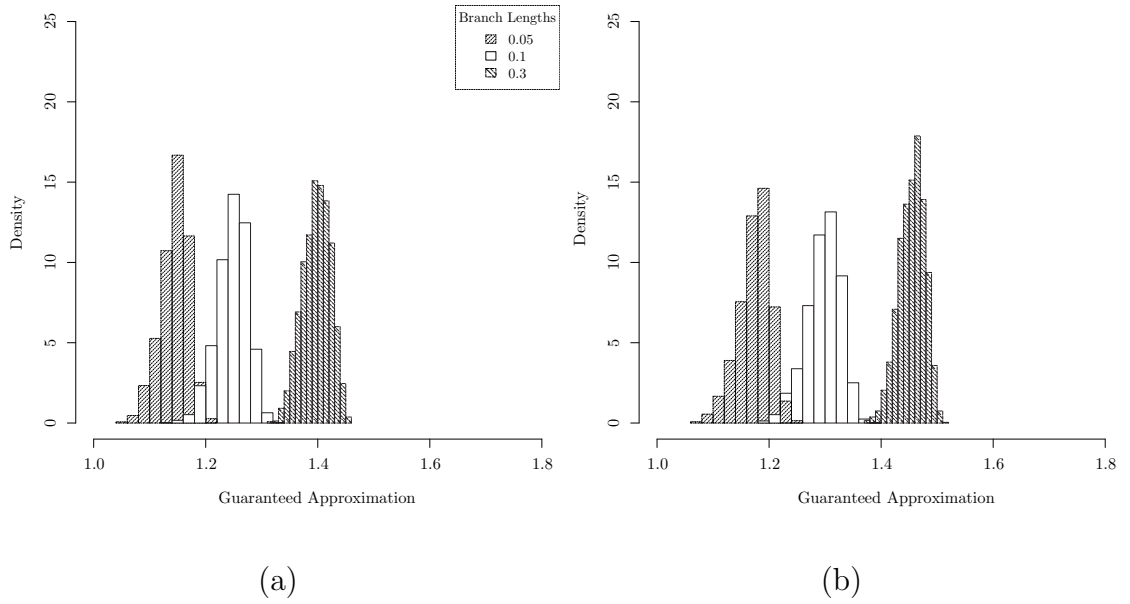 Branch Lengths
0.05
0.1
0.3
25
20
15
10
5
0
Density
1.0 1.2 1.4 1.6 1.8
Guaranteed Approximation
(a)
25
20
15
10
5
0
Density
1.0 1.2 1.4 1.6 1.8
Guaranteed Approximation
(b)